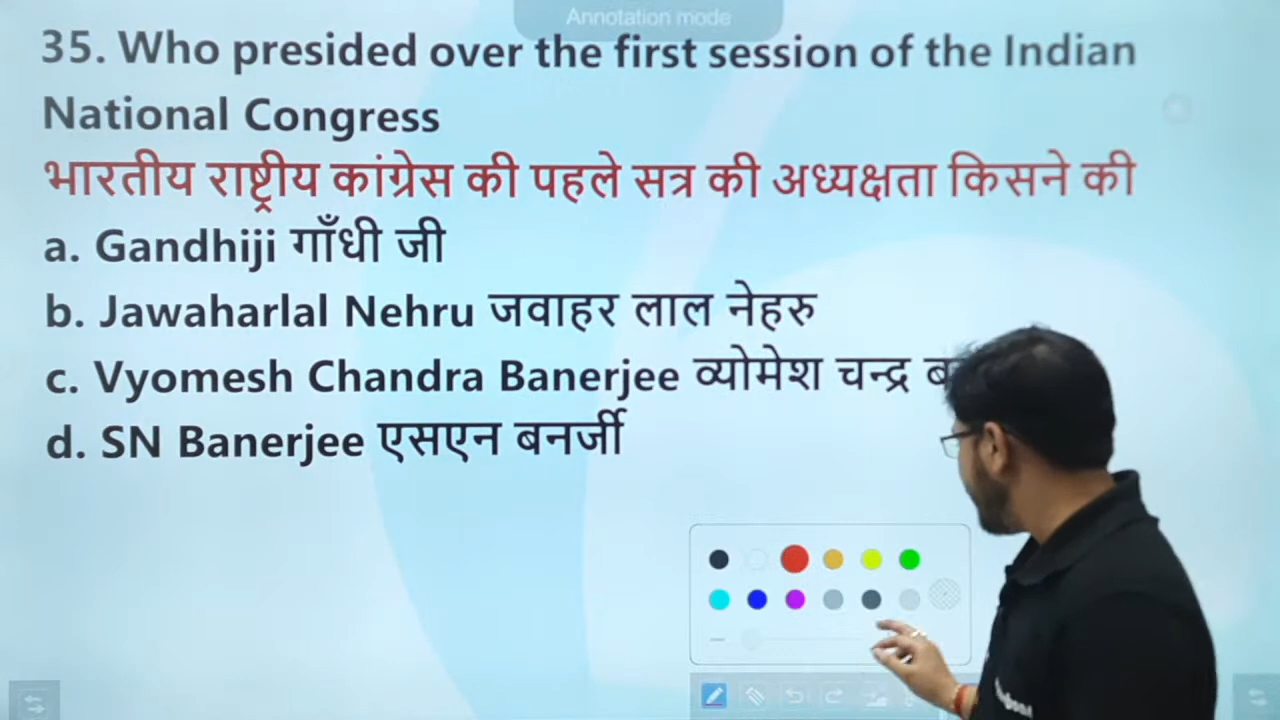 Annotation mode
35. Who presided over the first session of the Indian
National Congress
भारतीय राष्ट्रीय कांग्रेस की पहले सत्र की अध्यक्षता किसने की
a. Gandhiji गाँधी जी
b. Jawaharlal Nehru जवाहर लाल नेहरु
c. Vyomesh Chandra Banerjee व्योमेश चन्द्र
d. SN Banerjee एसएन बनर्जी